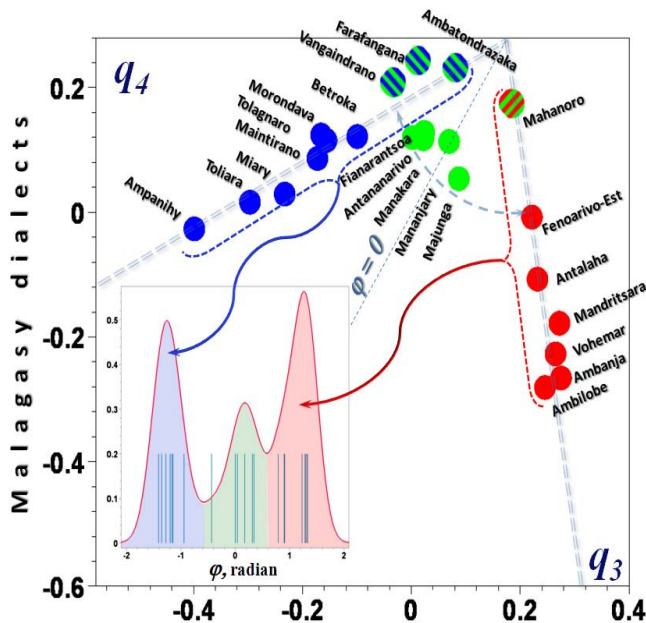 q4
q3
Malagasy dialects
Ambatondrazaka
Farafangana
Vangaindrano
Betroka
Morondava
Tolagnaro
Maintirano
Miary
Toliara
Ampanihy
Mahanoro
Fianarantsoa
Antananarivo
Manakara
Mananjary
Majunga
φ = 0
Fenoarivo-Est
Antalaha
Mandritsara
Vohemar
Ambanja
Ambilobe
0.2
0
-0.2
-0.4
-0.6
-0.4
-0.2
0
0.2
0.4
0.5
0.4
0.3
0.2
0.1
0
-2
-1
0
1
2
φ, radian